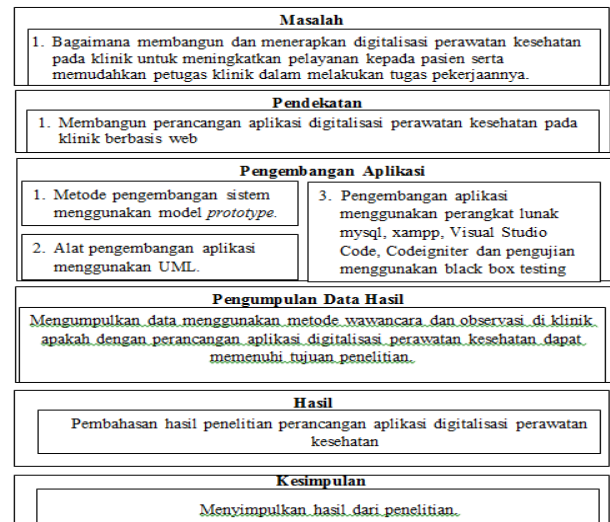 Masalah
1. Bagaimana membangun dan menerapkan digitalisasi perawatan kesehatan
pada klinik untuk meningkatkan pelayanan kepada pasien serta
memudahkan petugas klinik dalam melakukan tugas pekerjaannya.
Pendekatan
1. Membangun perancangan aplikasi digitalisasi perawatan kesehatan pada
klinik berbasis web
Pengembangan Aplikasi
1. Metode pengembangan sistem
menggunakan model prototype.
2. Alat pengembangan aplikasi
menggunakan UML.
3. Pengembangan aplikasi
menggunakan perangkat lunak
mysql, xampp, Visual Studio
Code, Codeigniter dan pengujian
menggunakan black box testing
Pengumpulan Data Hasil
Mengumpulkan data menggunakan metode wawancara dan observasi di klinik
apakah dengan perancangan aplikasi digitalisasi perawatan kesehatan dapat
memenuhi tujuan penelitian.
Hasil
Pembahasan hasil penelitian perancangan aplikasi digitalisasi perawatan
kesehatan
Kesimpulan
Menyimpulkan hasil dari penelitian.